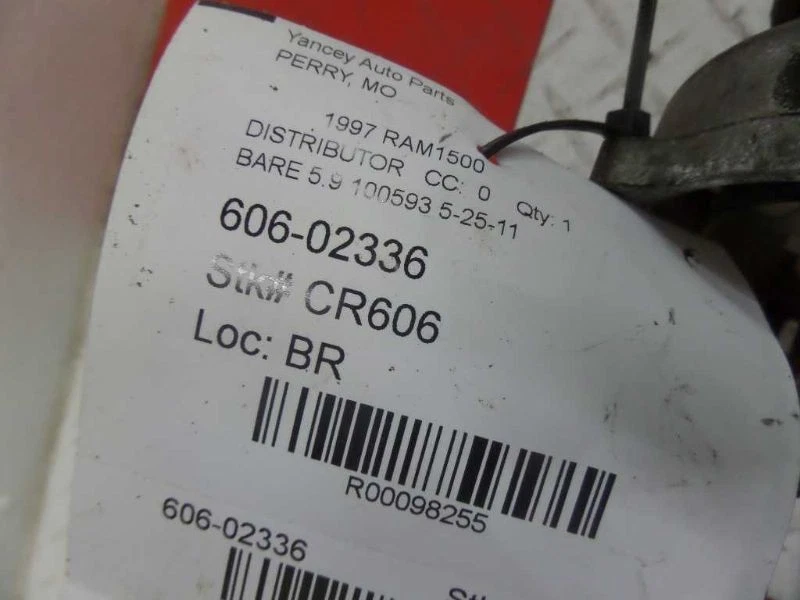 Yancey Auto Parts
PERRY, MO
1997 RAM1500
DISTRIBUTOR CC: 0 Qty: 1
BARE 5.9 100593 5-25-11
606-02336
Stk# CR606
Loc: BR
R00098255
606-02336